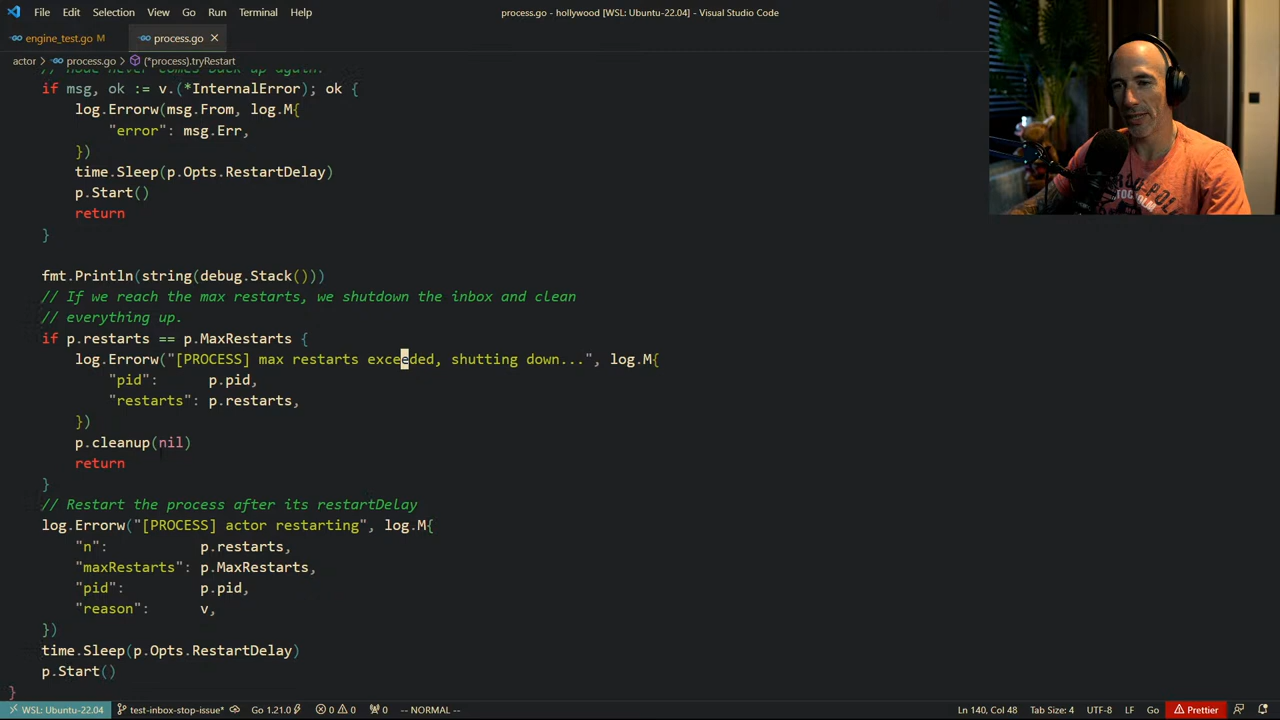 File Edit Selection View Go Run Terminal Help process.go - hollywood [WSL: Ubuntu-22.04] - Visual Studio Code
engine_test.go M process.go
actor > process.go > (*process).tryRestart
// Node never comes back up again.
if msg, ok := v.(*InternalError); ok {
log.Errorw(msg.From, log.M{
"error": msg.Err,
})
time.Sleep(p.Opts.RestartDelay)
p.Start()
return
}
fmt.Println(string(debug.Stack()))
// If we reach the max restarts, we shutdown the inbox and clean
// everything up.
if p.restarts == p.MaxRestarts {
log.Errorw("[PROCESS] max restarts exceeded, shutting down...", log.M{
"pid": p.pid,
"restarts": p.restarts,
})
p.cleanup(nil)
return
}
// Restart the process after its restartDelay
log.Errorw("[PROCESS] actor restarting", log.M{
"n": p.restarts,
"maxRestarts": p.MaxRestarts,
"pid": p.pid,
"reason": v,
})
time.Sleep(p.Opts.RestartDelay)
p.Start()
}
WSL: Ubuntu-22.04 test-inbox-stop-issue* Go 1.21.0 0 0 0 -- NORMAL -- Ln 140, Col 48 Tab Size: 4 UTF-8 LF Go Prettier